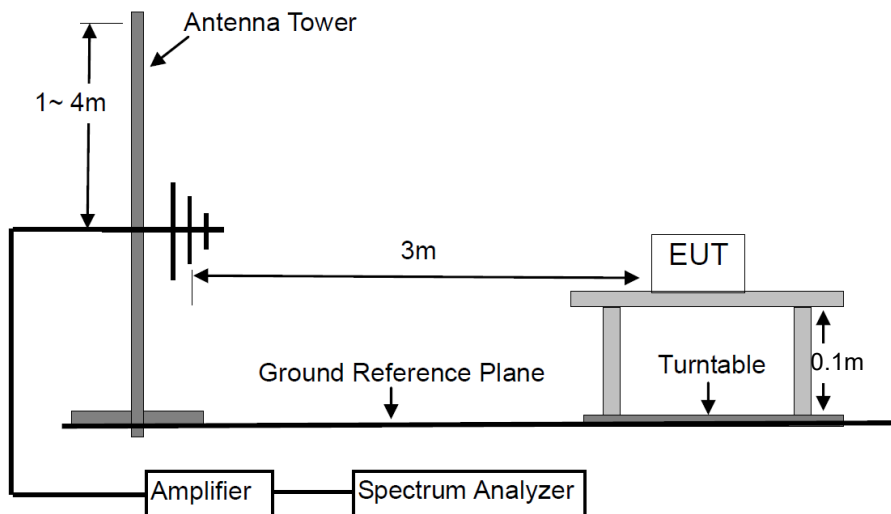 Antenna Tower
1~ 4m
3m
EUT
Ground Reference Plane
Turntable
0.1m
Amplifier
Spectrum Analyzer